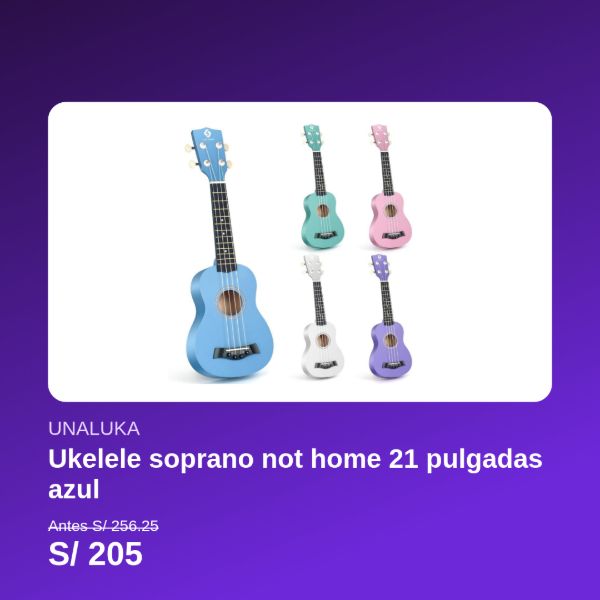 UNALUKA
Ukelele soprano not home 21 pulgadas
azul
Antes S/ 256.25
S/ 205